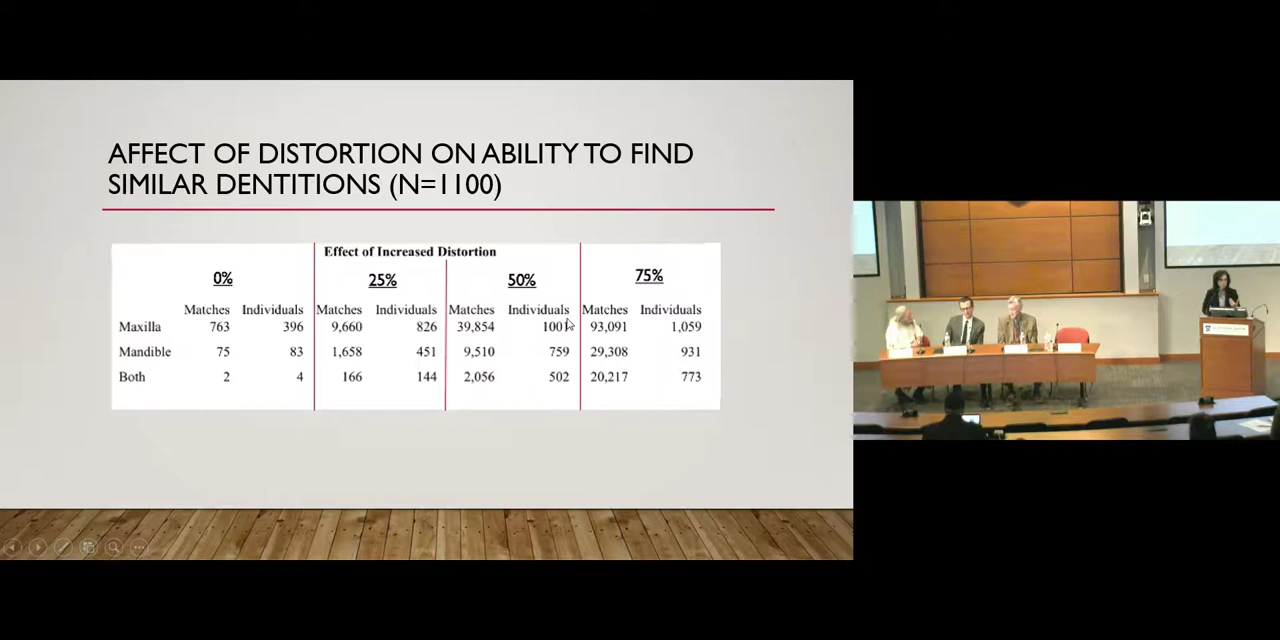 AFFECT OF DISTORTION ON ABILITY TO FIND
SIMILAR DENTITIONS (N=1100)
Effect of Increased Distortion
0% 25% 50% 75%
Matches Individuals Matches Individuals Matches Individuals Matches Individuals
Maxilla 763 396 9,660 826 39,854 1001 93,091 1,059
Mandible 75 83 1,658 451 9,510 759 29,308 931
Both 2 4 166 144 2,056 502 20,217 773